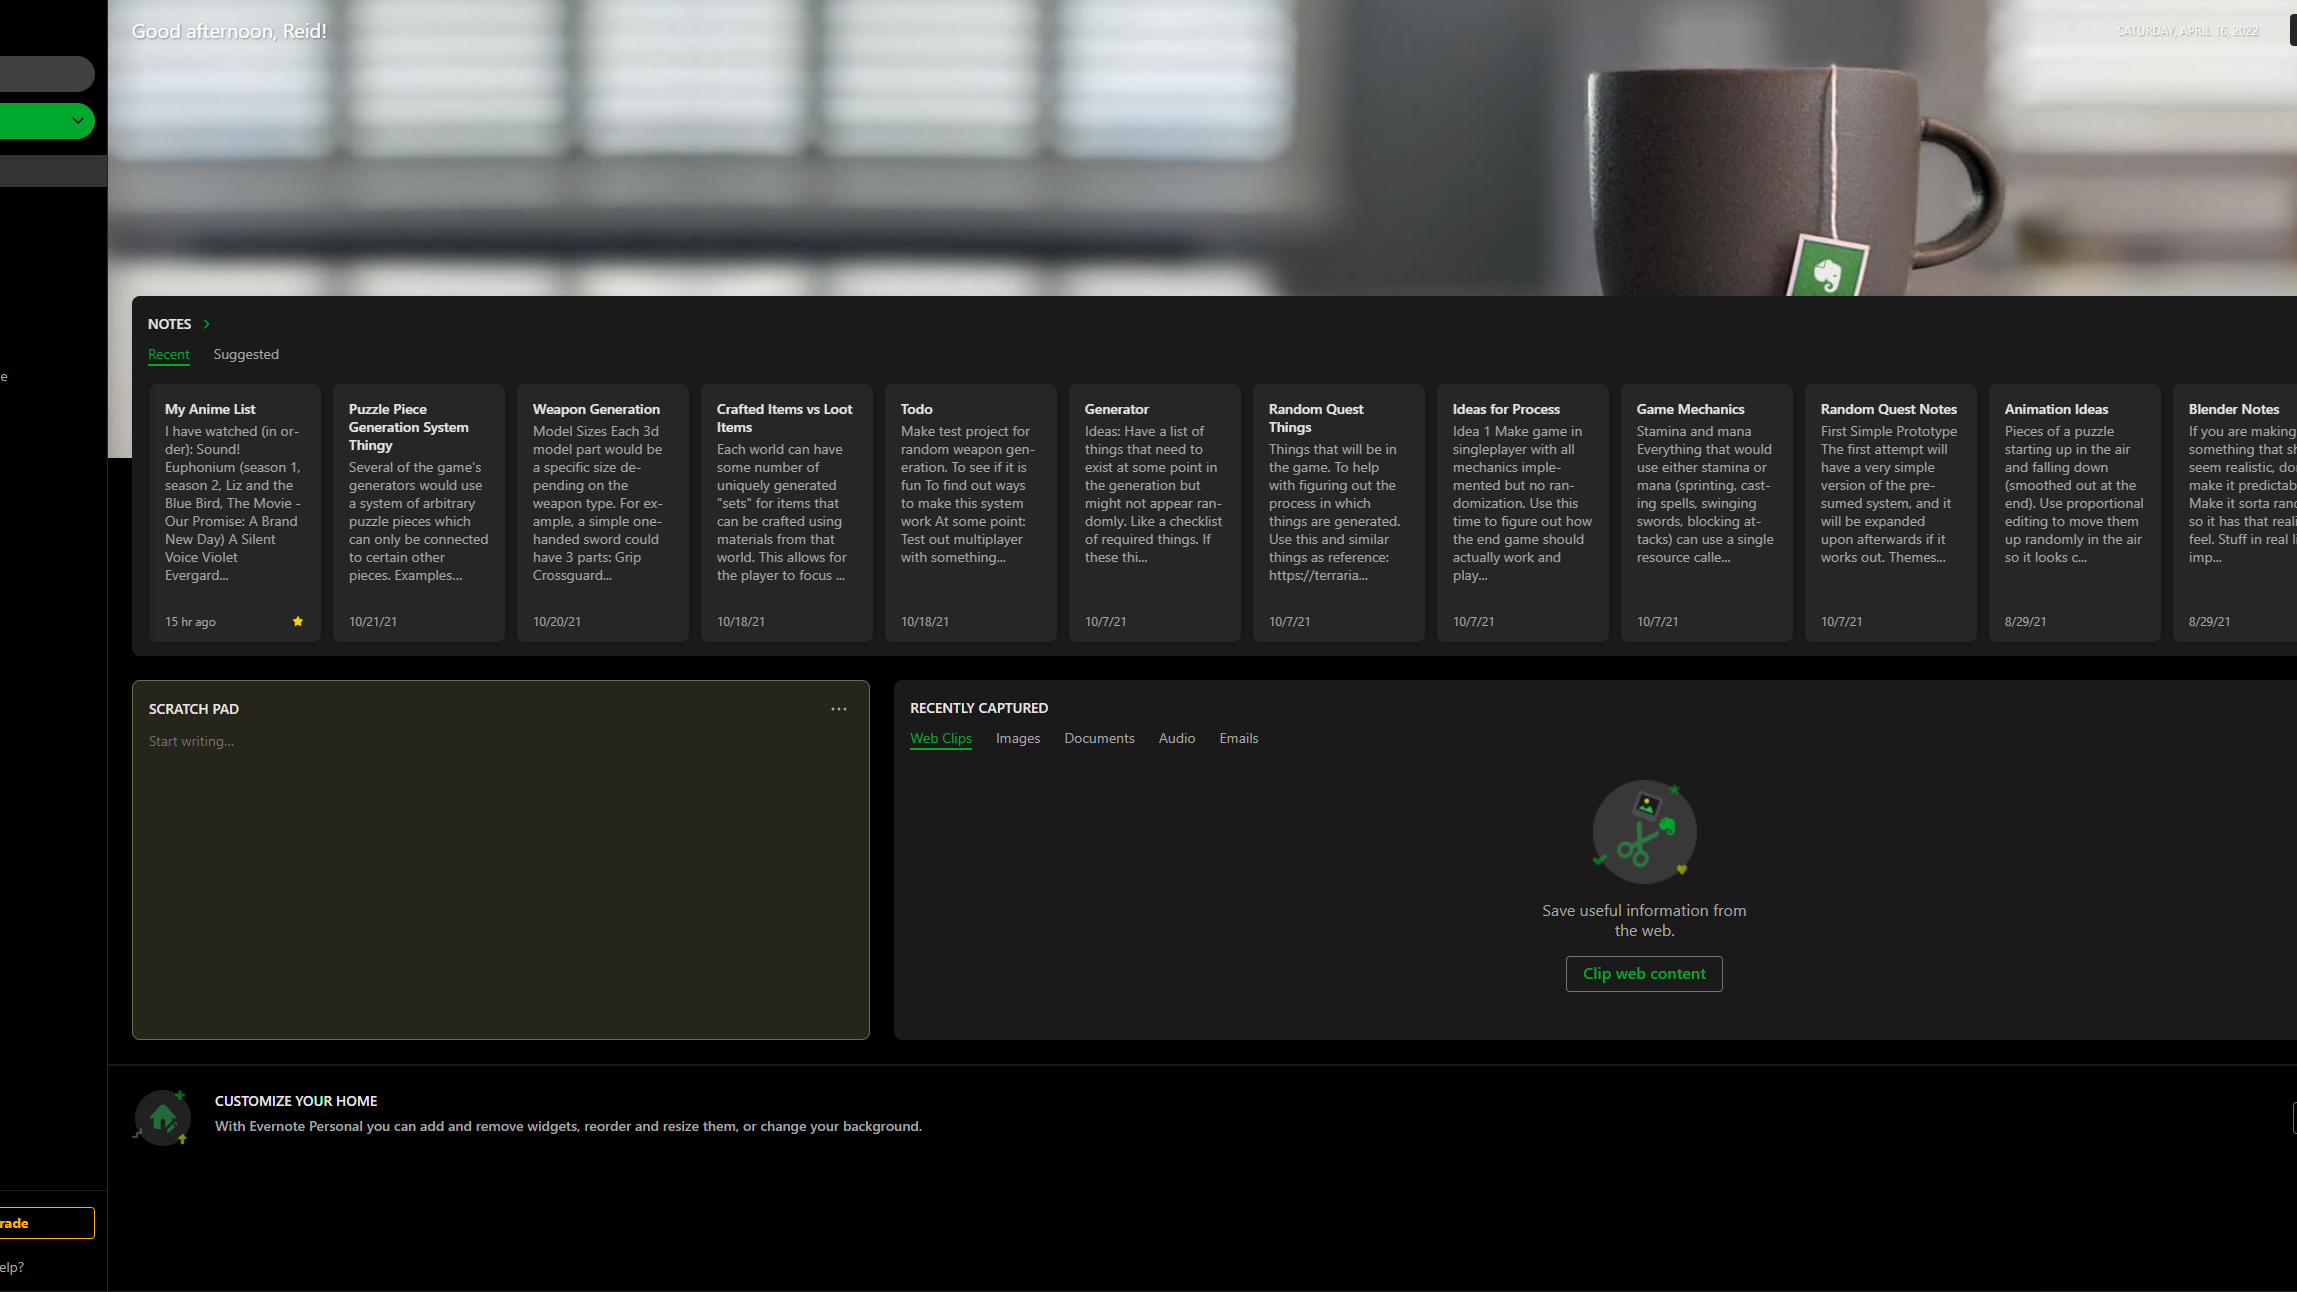 Good afternoon, Reid!
SATURDAY, APRIL 16, 2022
e
NOTES
Recent
Suggested
My Anime List
I have watched (in or-
der): Sound!
Euphonium (season 1,
season 2, Liz and the
Blue Bird, The Movie -
Our Promise: A Brand
New Day) A Silent
Voice Violet
Evergard...
15 hr ago
Puzzle Piece
Generation System
Thingy
Several of the game's
generators would use
a system of arbitrary
puzzle pieces which
can only be connected
to certain other
pieces. Examples...
10/21/21
Weapon Generation
Model Sizes Each 3d
model part would be
a specific size de-
pending on the
weapon type. For ex-
ample, a simple one-
handed sword could
have 3 parts: Grip
Crossguard...
10/20/21
Crafted Items vs Loot
Items
Each world can have
some number of
uniquely generated
"sets" for items that
can be crafted using
materials from that
world. This allows for
the player to focus ...
10/18/21
Todo
Make test project for
random weapon gen-
eration. To see if it is
fun To find out ways
to make this system
work At some point:
Test out multiplayer
with something...
10/18/21
Generator
Ideas: Have a list of
things that need to
exist at some point in
the generation but
might not appear ran-
domly. Like a checklist
of required things. If
these thi...
10/7/21
Random Quest
Things
Things that will be in
the game. To help
with figuring out the
process in which
things are generated.
Use this and similar
things as reference:
https://terraria...
10/7/21
Ideas for Process
Idea 1 Make game in
singleplayer with all
mechanics imple-
mented but no ran-
domization. Use this
time to figure out how
the end game should
actually work and
play...
10/7/21
Game Mechanics
Stamina and mana
Everything that would
use either stamina or
mana (sprinting, cast-
ing spells, swinging
swords, blocking at-
tacks) can use a single
resource calle...
10/7/21
Random Quest Notes
First Simple Prototype
The first attempt will
have a very simple
version of the pre-
sumed system, and it
will be expanded
upon afterwards if it
works out. Themes...
10/7/21
Animation Ideas
Pieces of a puzzle
starting up in the air
and falling down
(smoothed out at the
end). Use proportional
editing to move them
up randomly in the air
so it looks c...
8/29/21
Blender Notes
If you are making
something that sh
seem realistic, do
make it predictab
Make it sorta ran
so it has that reali
feel. Stuff in real l
imp...
8/29/21
SCRATCH PAD
Start writing...
RECENTLY CAPTURED
Web Clips
Images
Documents
Audio
Emails
Save useful information from
the web.
Clip web content
CUSTOMIZE YOUR HOME
With Evernote Personal you can add and remove widgets, reorder and resize them, or change your background.
rade
elp?